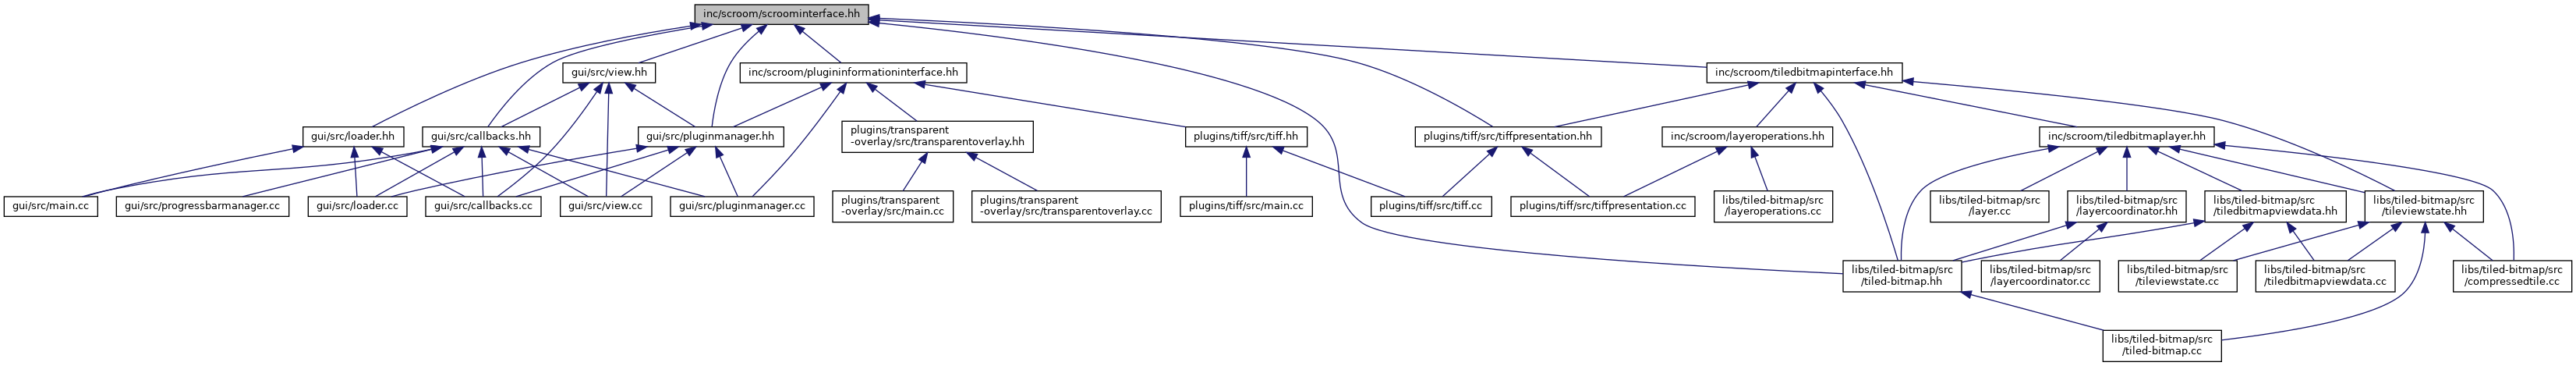 inc/scroom/scroominterface.hh
gui/src/view.hh
inc/scroom/plugininformationinterface.hh
inc/scroom/tiledbitmapinterface.hh
gui/src/loader.hh
gui/src/callbacks.hh
gui/src/pluginmanager.hh
plugins/transparent
-overlay/src/transparentoverlay.hh
plugins/tiff/src/tiff.hh
plugins/tiff/src/tiffpresentation.hh
inc/scroom/layeroperations.hh
inc/scroom/tiledbitmaplayer.hh
gui/src/main.cc
gui/src/progressbarmanager.cc
gui/src/loader.cc
gui/src/callbacks.cc
gui/src/view.cc
gui/src/pluginmanager.cc
plugins/transparent
-overlay/src/main.cc
plugins/transparent
-overlay/src/transparentoverlay.cc
plugins/tiff/src/main.cc
plugins/tiff/src/tiff.cc
plugins/tiff/src/tiffpresentation.cc
libs/tiled-bitmap/src
/layeroperations.cc
libs/tiled-bitmap/src
/layer.cc
libs/tiled-bitmap/src
/layercoordinator.hh
libs/tiled-bitmap/src
/tiledbitmapviewdata.hh
libs/tiled-bitmap/src
/tileviewstate.hh
libs/tiled-bitmap/src
/tiled-bitmap.hh
libs/tiled-bitmap/src
/layercoordinator.cc
libs/tiled-bitmap/src
/tileviewstate.cc
libs/tiled-bitmap/src
/tiledbitmapviewdata.cc
libs/tiled-bitmap/src
/compressedtile.cc
libs/tiled-bitmap/src
/tiled-bitmap.cc